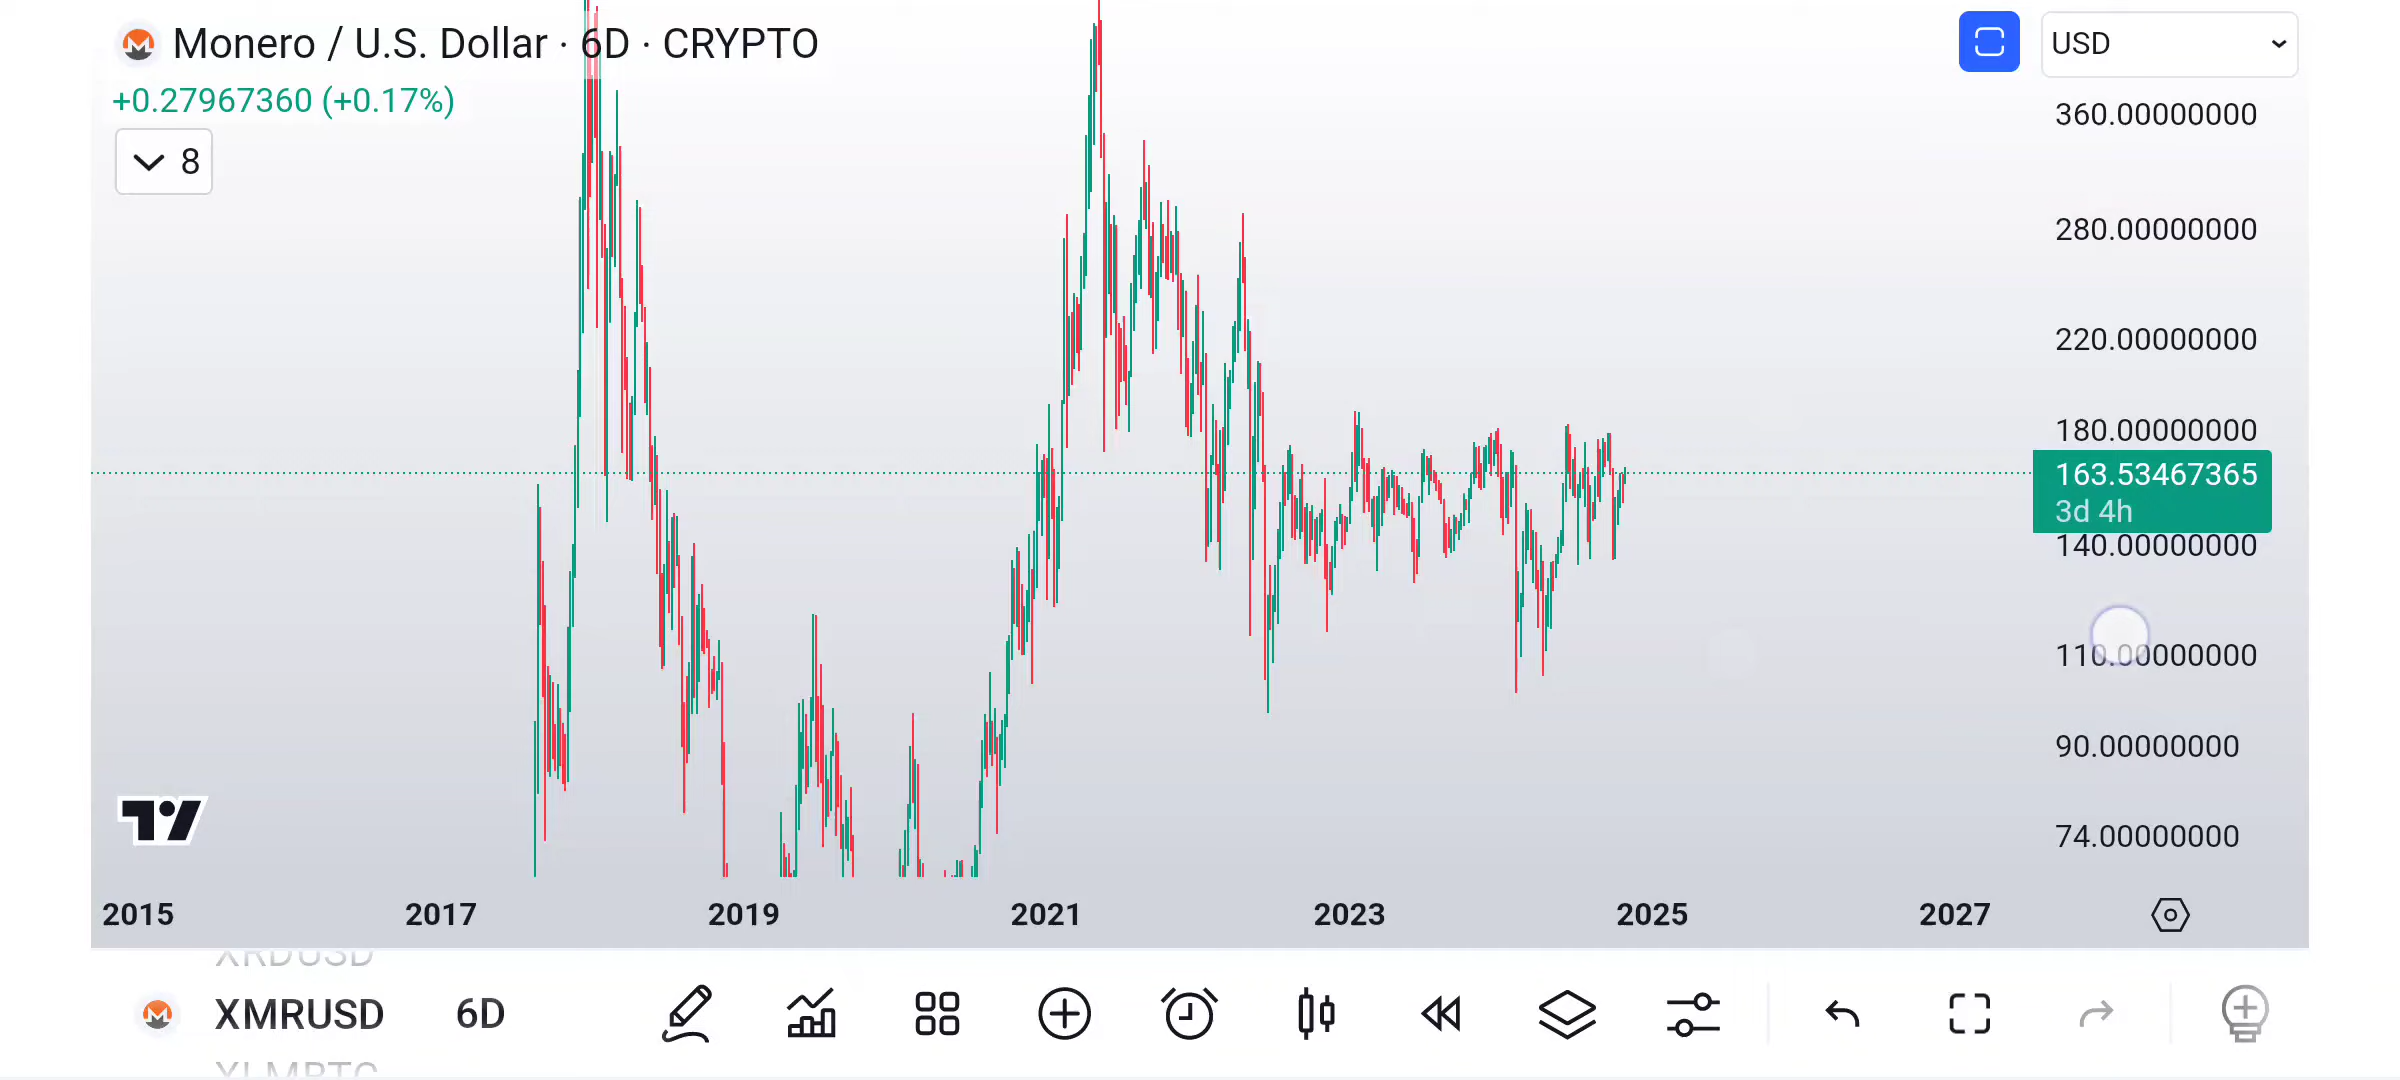 Monero / U.S. Dollar · 6D · CRYPTO
USD
+0.27967360 (+0.17%)
8
360.00000000
280.00000000
220.00000000
180.00000000
163.53467365
3d 4h
140.00000000
110.00000000
90.00000000
74.00000000
2015 2017 2019 2021 2023 2025 2027
XRDUSD
XMRUSD 6D
XLMBTC